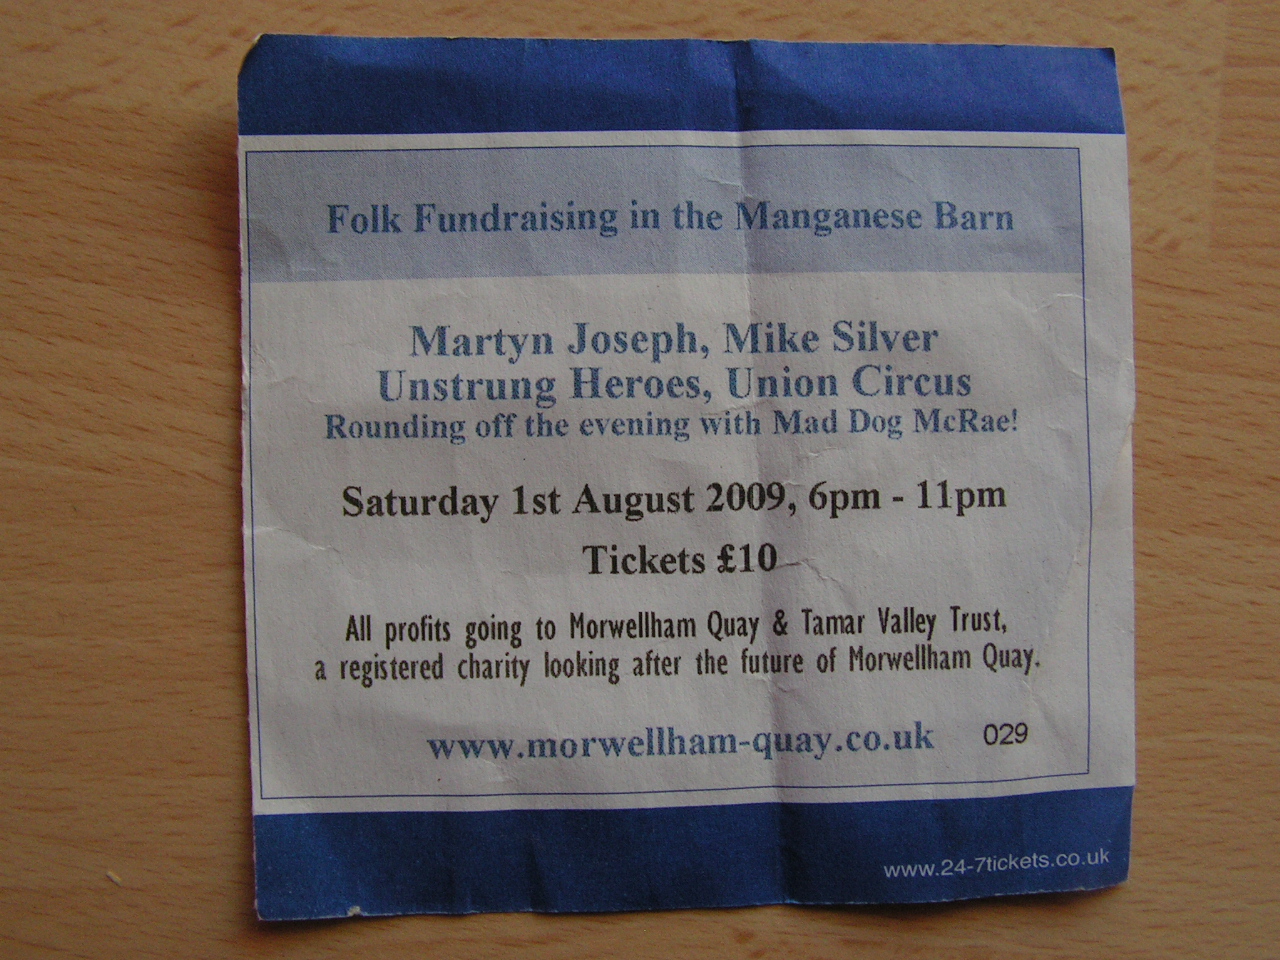 Folk Fundraising in the Manganese Barn
Martyn Joseph, Mike Silver
Unstrung Heroes, Union Circus
Rounding off the evening with Mad Dog McRae!
Saturday 1st August 2009, 6pm - 11pm
Tickets £10
All profits going to Morwellham Quay & Tamar Valley Trust,
a registered charity looking after the future of Morwellham Quay.
www.morwellham-quay.co.uk 029
www.24-7tickets.co.uk